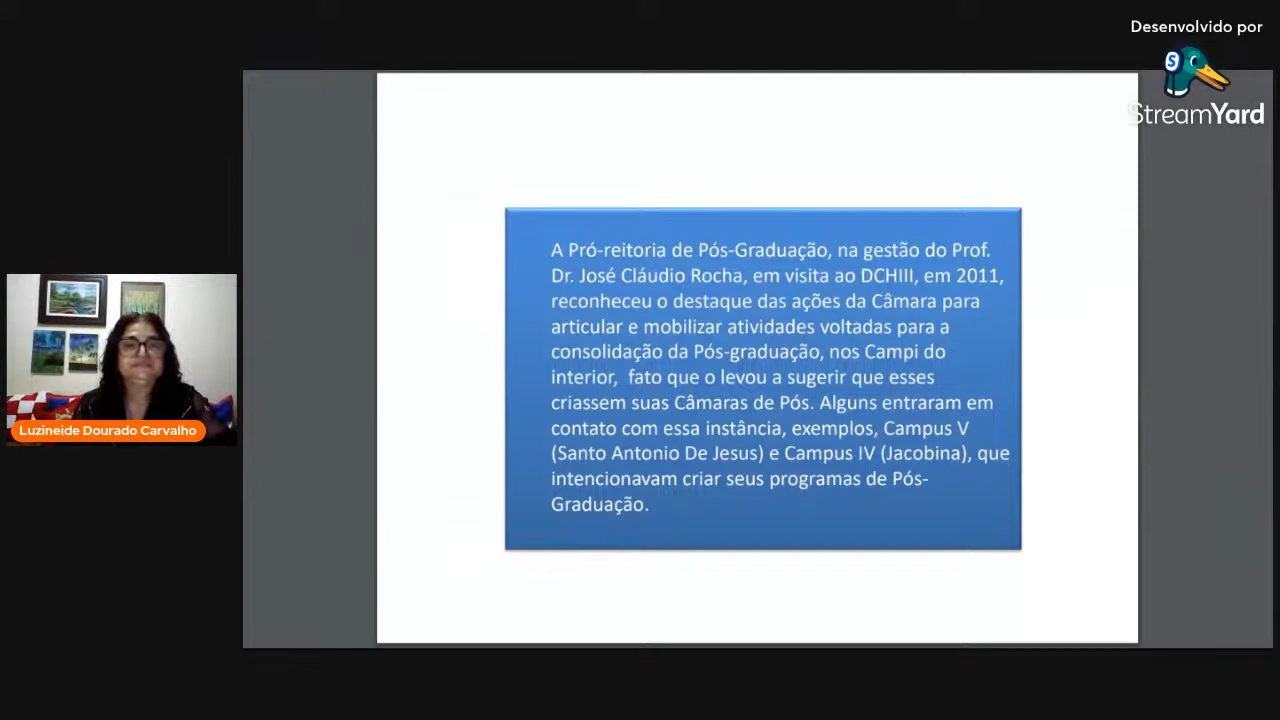 Desenvolvido por
StreamYard
A Pró-reitoria de Pós-Graduação, na gestão do Prof.
Dr. José Cláudio Rocha, em visita ao DCHIII, em 2011,
reconheceu o destaque das ações da Câmara para
articular e mobilizar atividades voltadas para a
consolidação da Pós-graduação, nos Campi do
interior, fato que o levou a sugerir que esses
criassem suas Câmaras de Pós. Alguns entraram em
contato com essa instância, exemplos, Campus V
(Santo Antonio De Jesus) e Campus IV (Jacobina), que
intencionavam criar seus programas de Pós-
Graduação.
Luzineide Dourado Carvalho